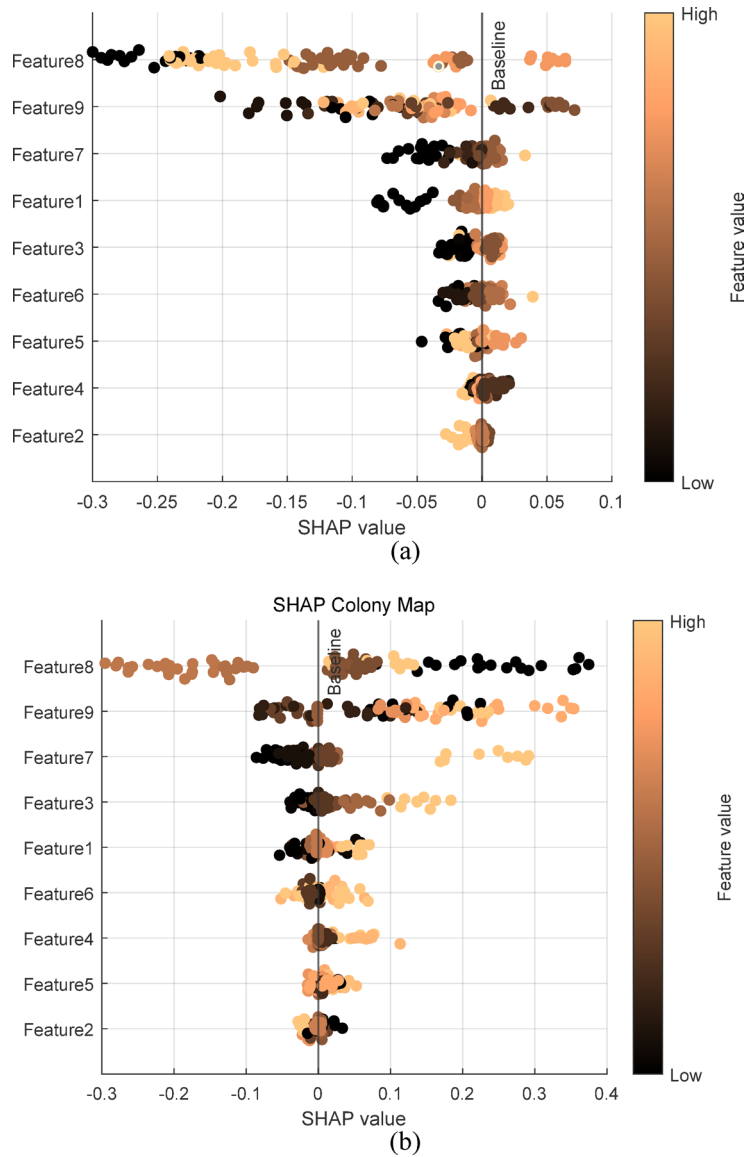 High
Baseline
Feature8
Feature9
Feature7
Feature1
Feature3
Feature6
Feature5
Feature4
Feature2
Feature value
Low
-0.3 -0.25 -0.2 -0.15 -0.1 -0.05 0 0.05 0.1
SHAP value
(a)
SHAP Colony Map
High
Baseline
Feature8
Feature9
Feature7
Feature3
Feature1
Feature6
Feature4
Feature5
Feature2
Feature value
Low
-0.3 -0.2 -0.1 0 0.1 0.2 0.3 0.4
SHAP value
(b)